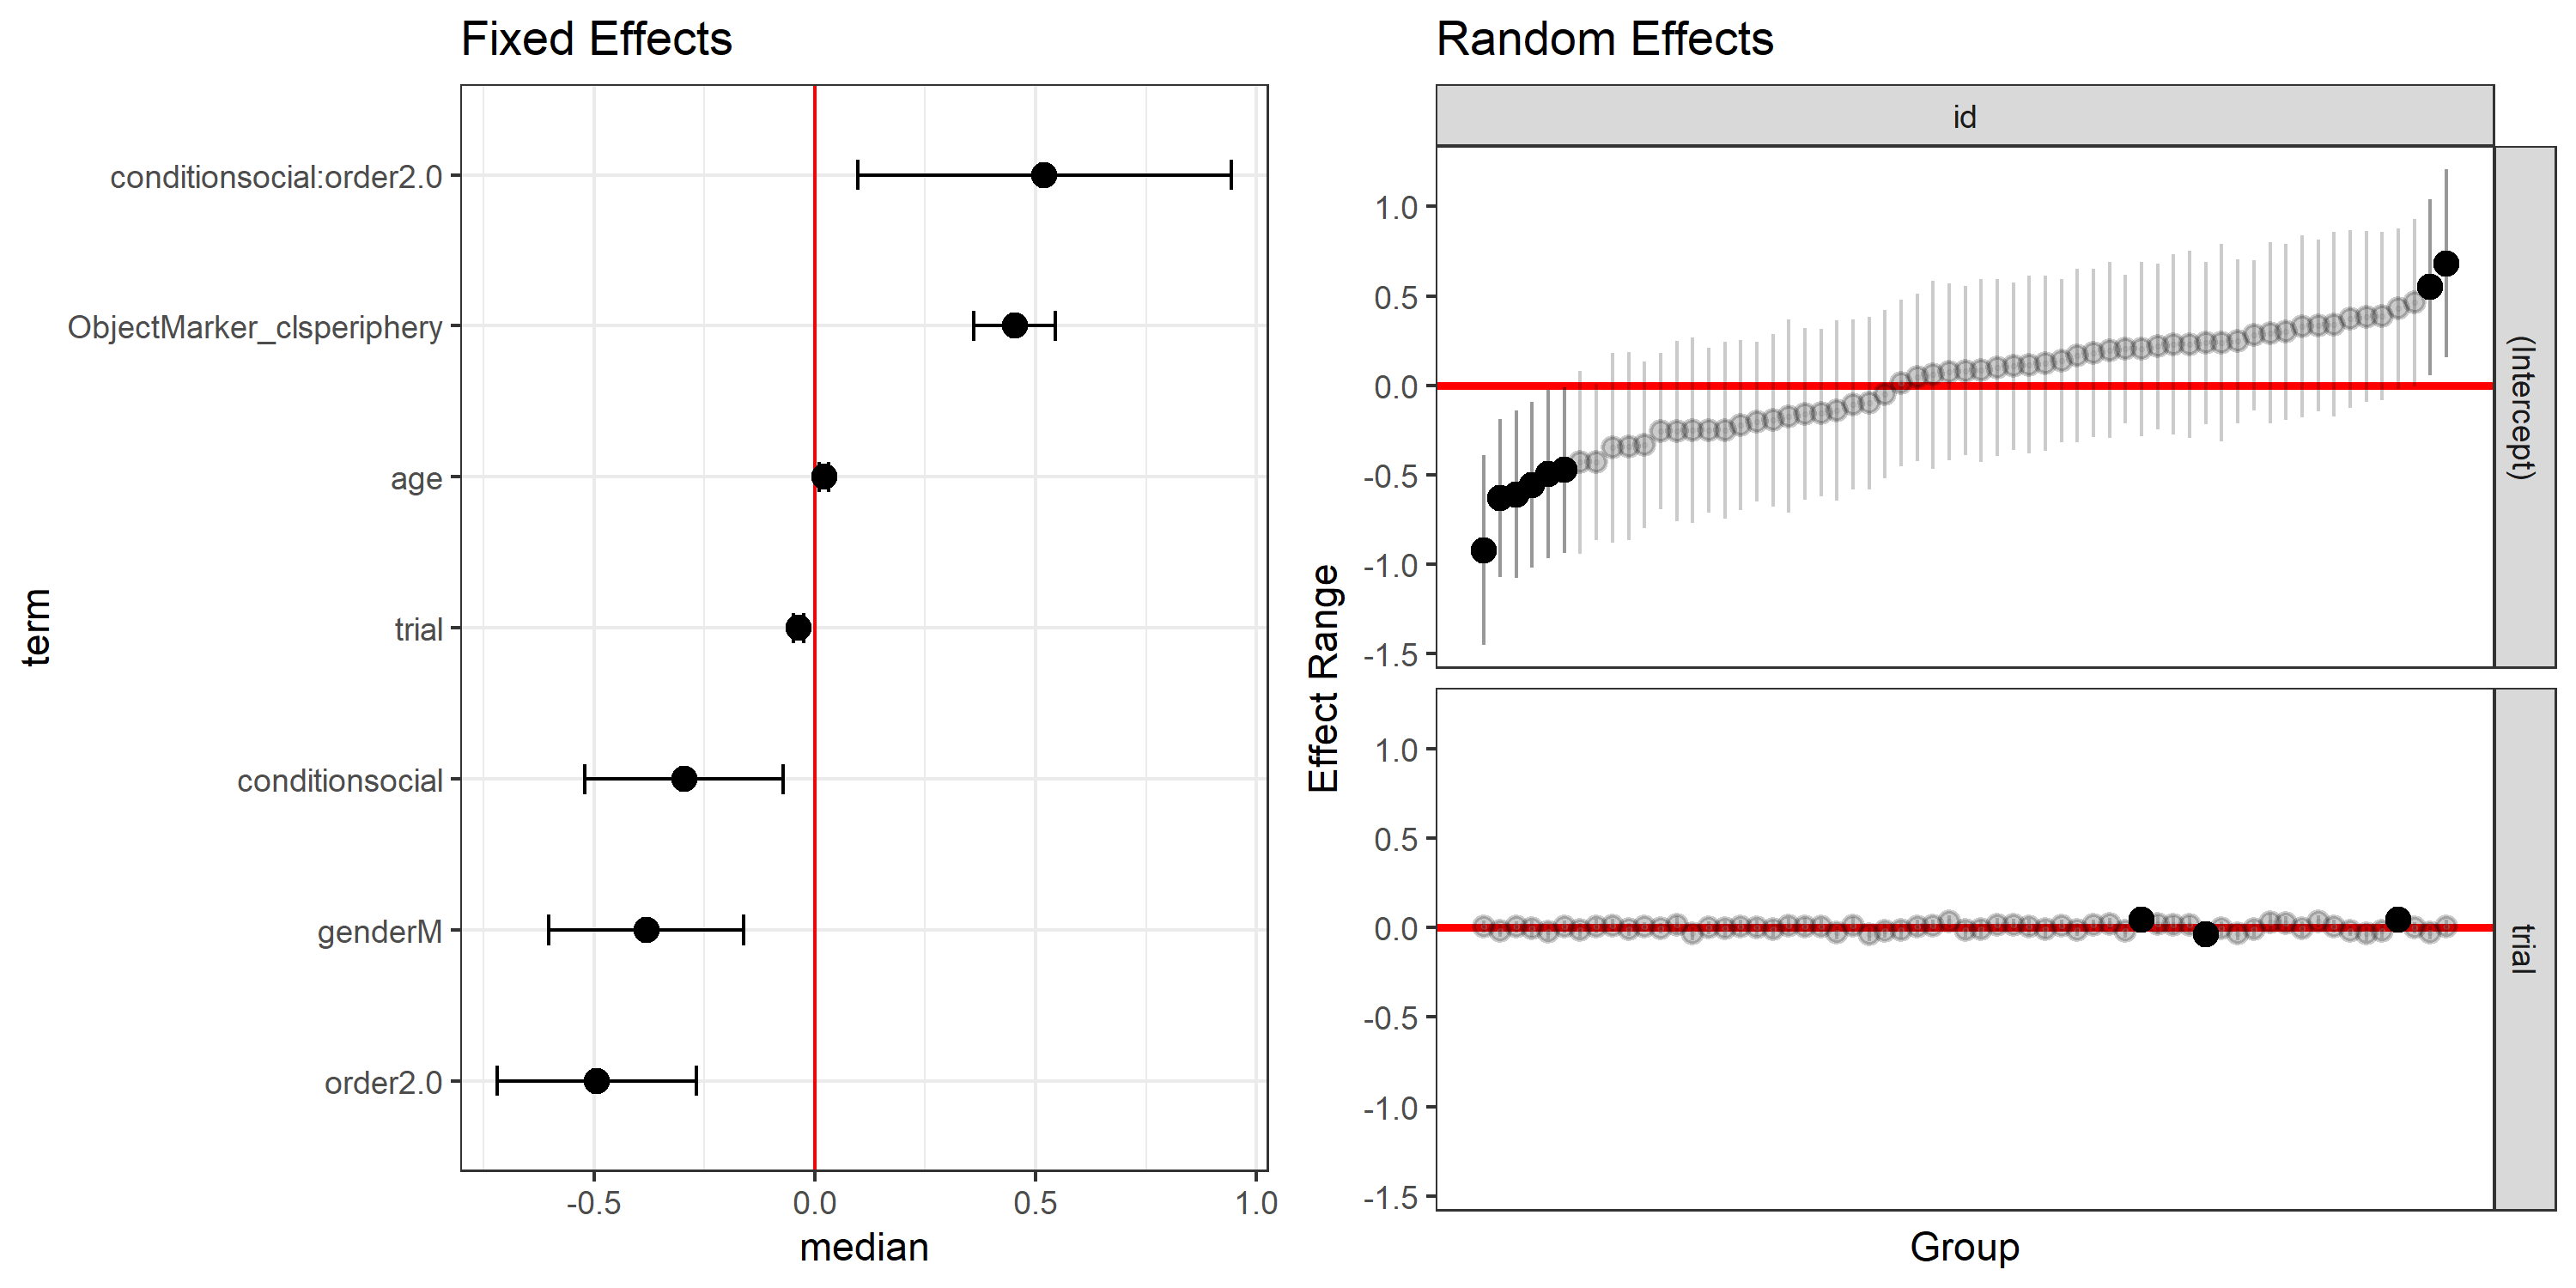 Fixed Effects
term
conditionsocial:order2.0
ObjectMarker_clsperiphery
age
trial
conditionsocial
genderM
order2.0
-0.5 0.0 0.5 1.0
median
Random Effects
id
Effect Range
1.0
0.5
0.0
-0.5
-1.0
-1.5
(Intercept)
1.0
0.5
0.0
-0.5
-1.0
-1.5
trial
Group